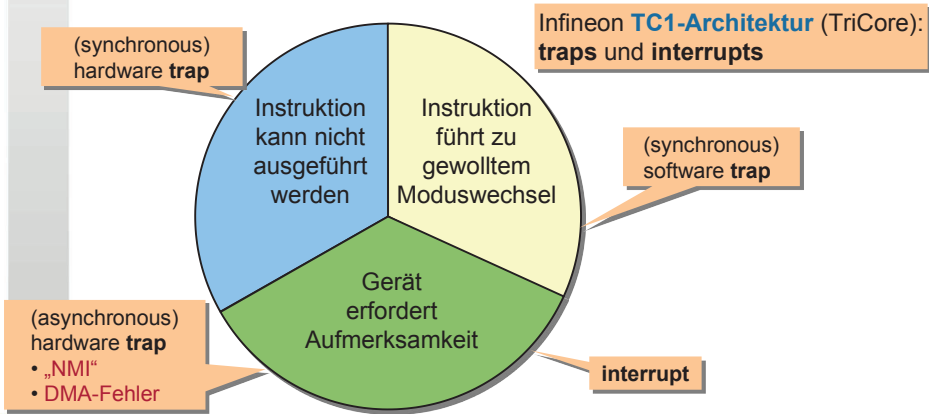 Infineon TC1-Architektur (TriCore):
traps und interrupts
(synchronous)
hardware trap
Instruktion
kann nicht
ausgeführt
werden
Instruktion
führt zu
gewolltem
Moduswechsel
(synchronous)
software trap
Gerät
erfordert
Aufmerksamkeit
(asynchronous)
hardware trap
• „NMI“
• DMA-Fehler
interrupt